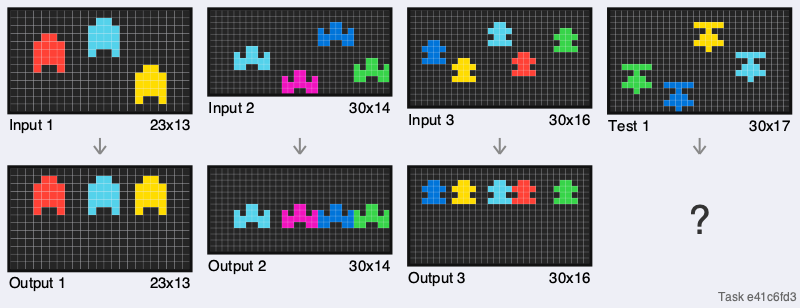 Input 1 23x13
Input 2 30x14
Input 3 30x16
Test 1 30x17
?
Output 1 23x13
Output 2 30x14
Output 3 30x16
Task e41c6fd3